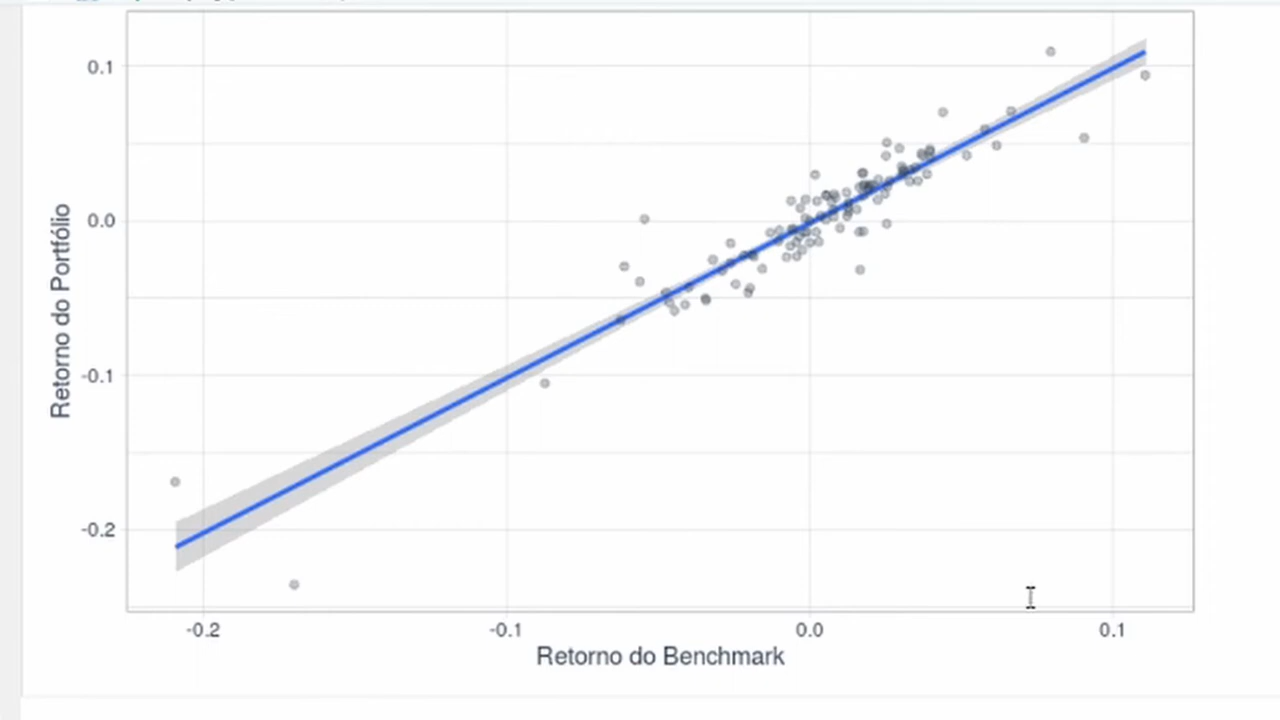 0.1
0.0
-0.1
-0.2
Retorno do Portfólio
-0.2 -0.1 0.0 0.1
Retorno do Benchmark